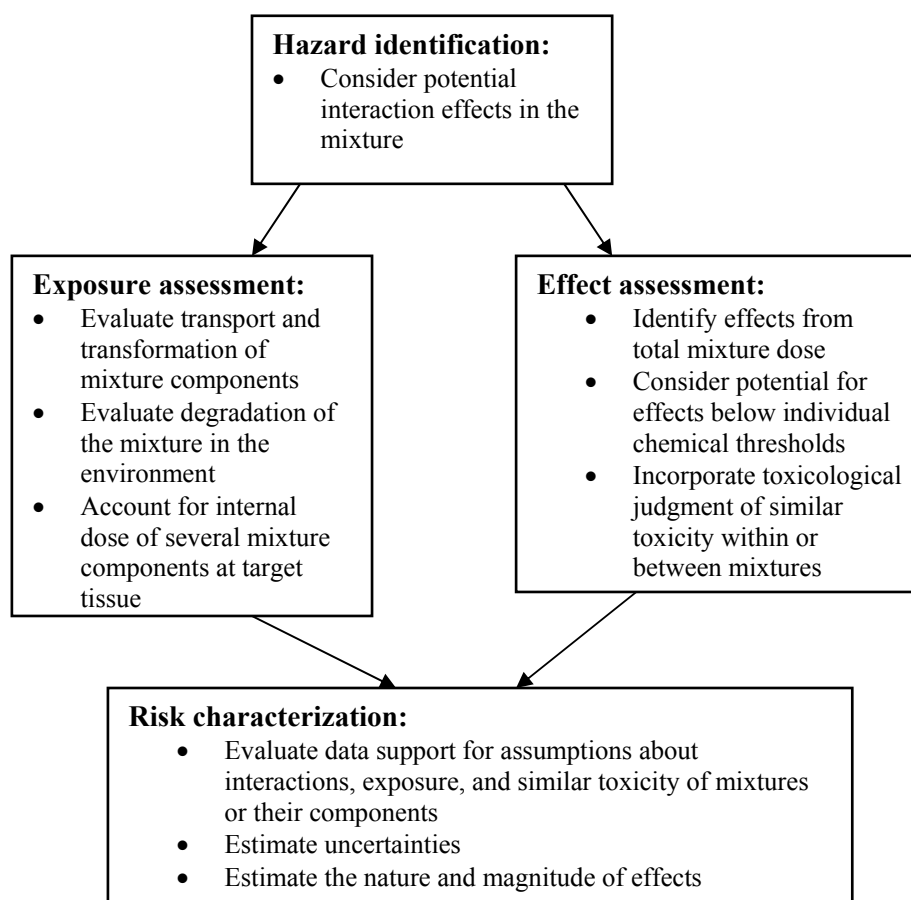 Hazard identification:
• Consider potential
interaction effects in the
mixture
Exposure assessment:
• Evaluate transport and
transformation of
mixture components
• Evaluate degradation of
the mixture in the
environment
• Account for internal
dose of several mixture
components at target
tissue
Effect assessment:
• Identify effects from
total mixture dose
• Consider potential for
effects below individual
chemical thresholds
• Incorporate toxicological
judgment of similar
toxicity within or
between mixtures
Risk characterization:
• Evaluate data support for assumptions about
interactions, exposure, and similar toxicity of mixtures
or their components
• Estimate uncertainties
• Estimate the nature and magnitude of effects